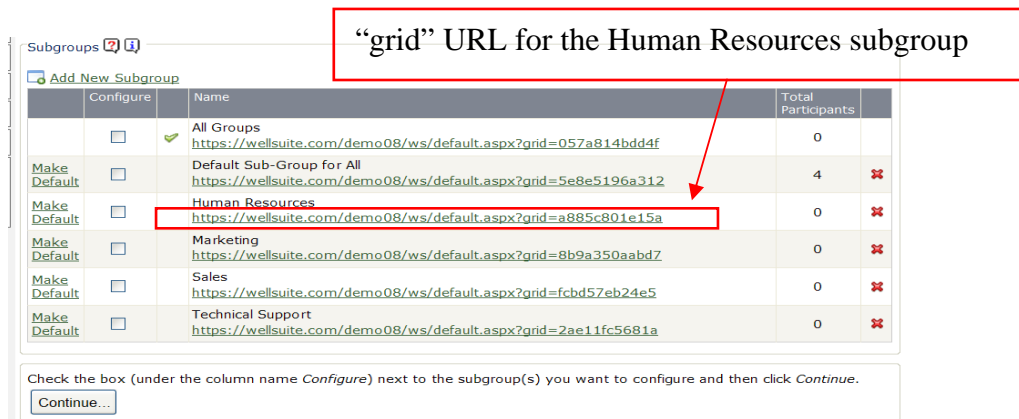 “grid” URL for the Human Resources subgroup
Subgroups
Add New Subgroup
Configure Name Total Participants
All Groups
https://wellsuite.com/demo08/ws/default.aspx?grid=057a814bdd4f 0
Make Default Default Sub-Group for All
https://wellsuite.com/demo08/ws/default.aspx?grid=5e8e5196a312 4
Make Default Human Resources
https://wellsuite.com/demo08/ws/default.aspx?grid=a885c801e15a 0
Make Default Marketing
https://wellsuite.com/demo08/ws/default.aspx?grid=8b9a350aabd7 0
Make Default Sales
https://wellsuite.com/demo08/ws/default.aspx?grid=fcbd57eb24e5 0
Make Default Technical Support
https://wellsuite.com/demo08/ws/default.aspx?grid=2ae11fc5681a 0
Check the box (under the column name Configure) next to the subgroup(s) you want to configure and then click Continue.
Continue...